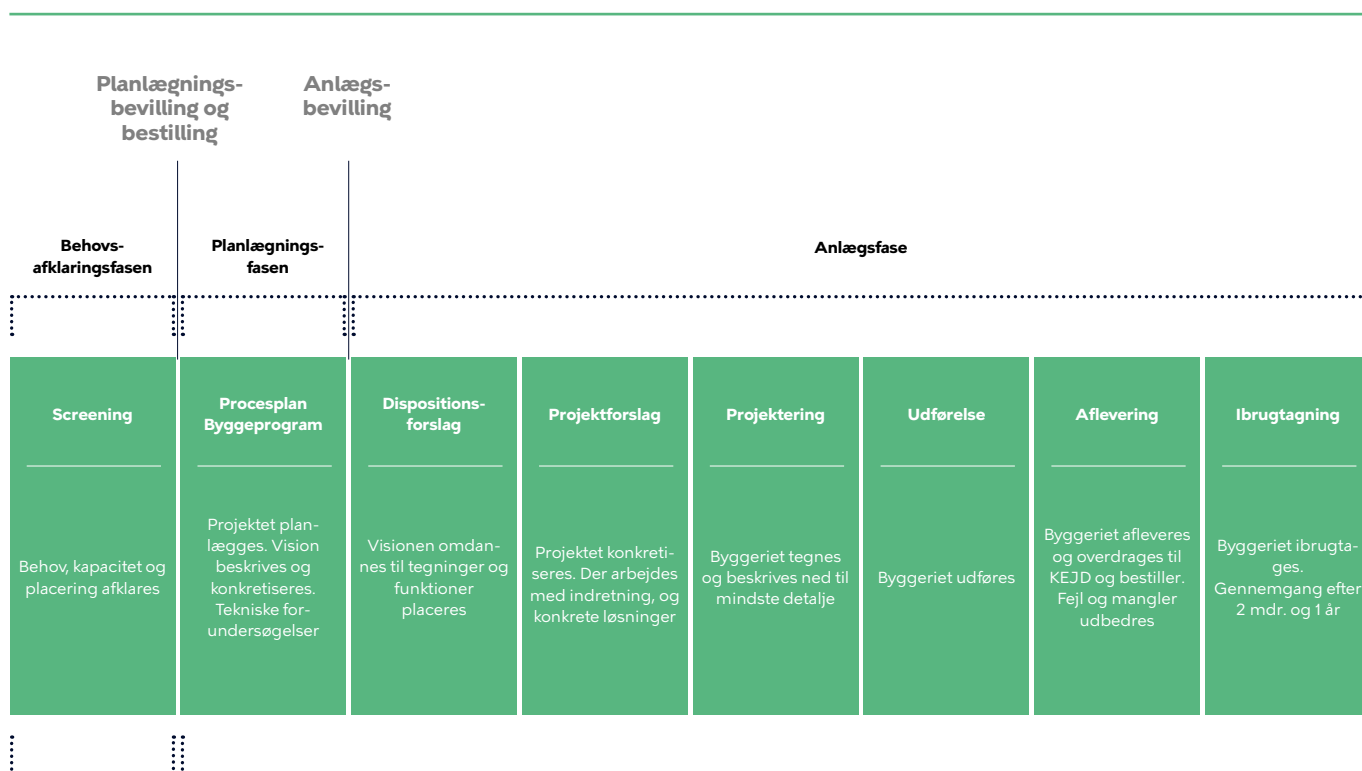 Planlægnings-
bevilling og
bestilling
Anlægs-
bevilling
Behovs-
afklaringsfasen
Planlægnings-
fasen
Anlægsfase
Screening
Behov, kapacitet og
placering afklares
Procesplan
Byggeprogram
Projektet plan-
lægges. Vision
beskrives og
konkretiseres.
Tekniske for-
undersøgelser
Dispositions-
forslag
Visionen omdan-
nes til tegninger og
funktioner
placeres
Projektforslag
Projektet konkreti-
seres. Der arbejdes
med indretning, og
konkrete løsninger
Projektering
Byggeriet tegnes
og beskrives ned til
mindste detalje
Udførelse
Byggeriet udføres
Aflevering
Byggeriet afleveres
og overdrages til
KEJD og bestiller.
Fejl og mangler
udbedres
Ibrugtagning
Byggeriet ibrugta-
ges.
Gennemgang efter
2 mdr. og 1 år